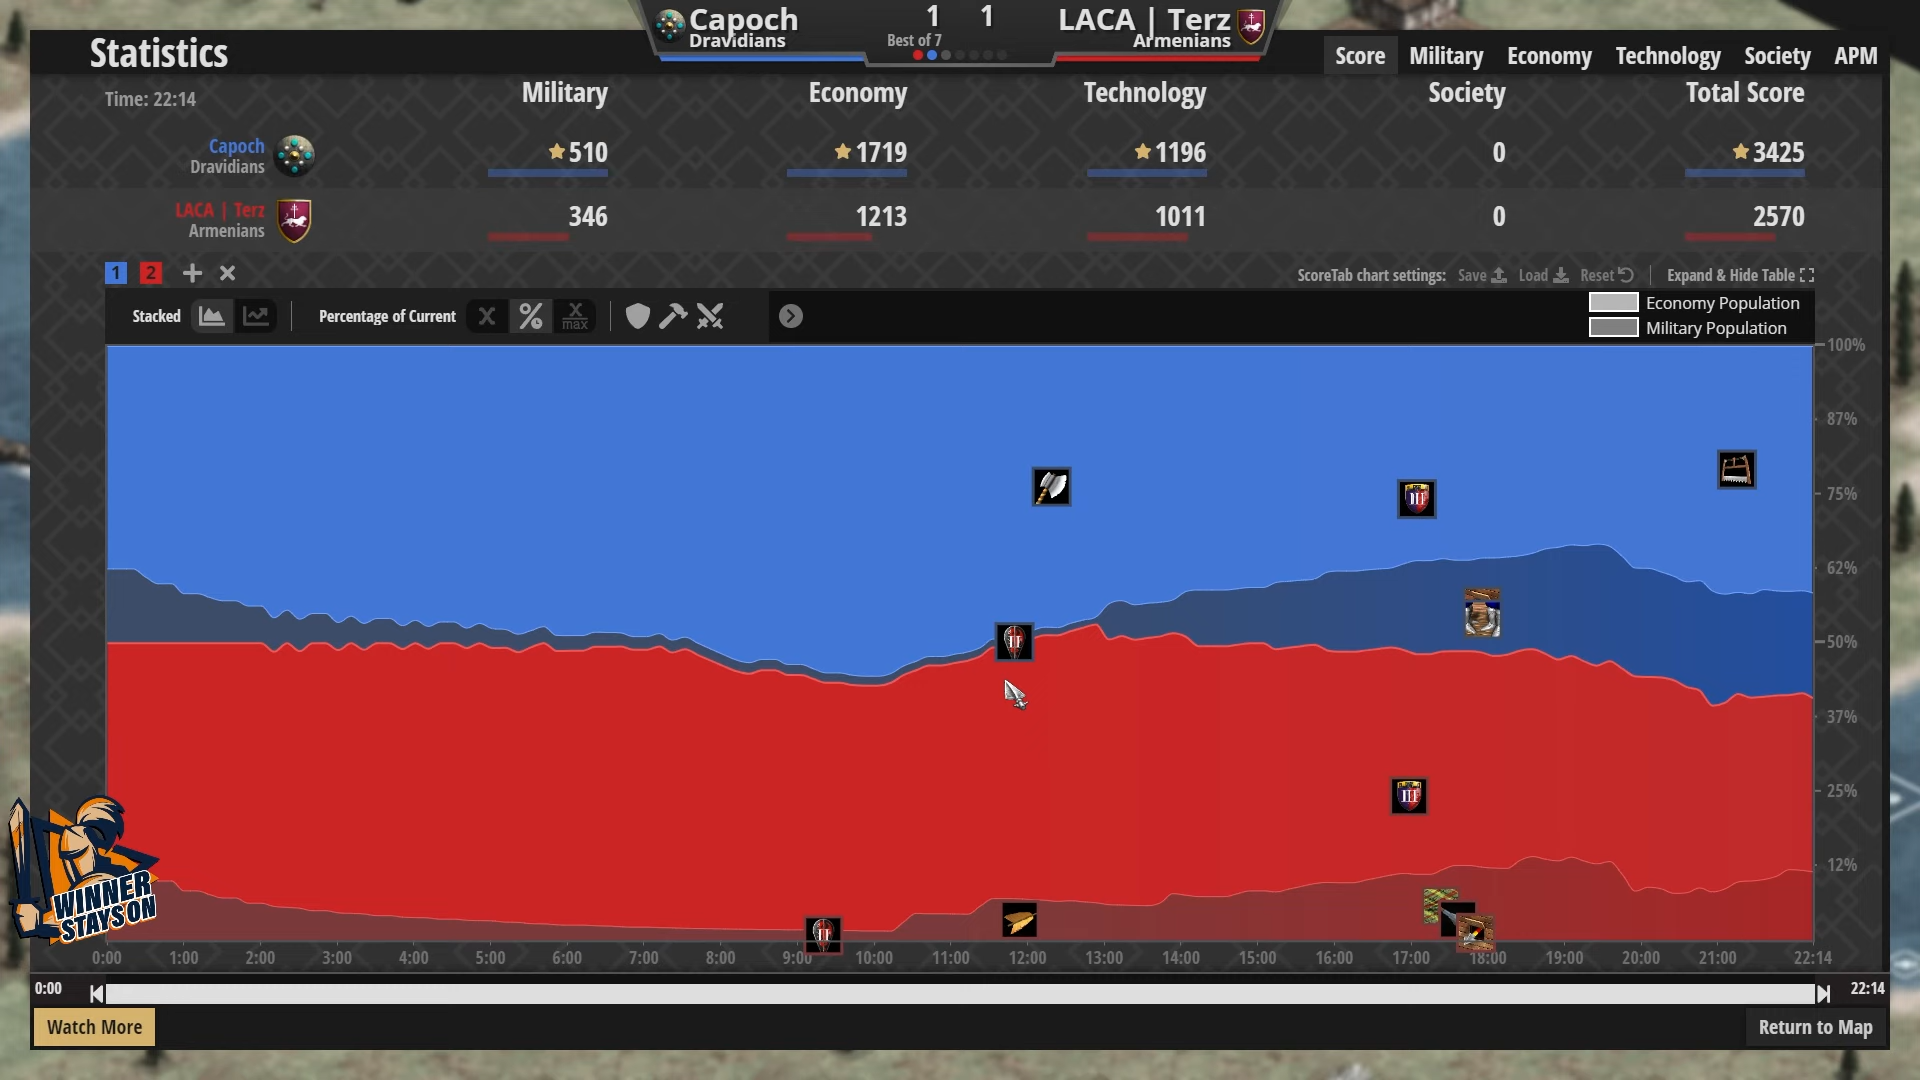 Capoch
Dravidians
1 1
Best of 7
LACA | Terz
Armenians
Statistics
Score Military Economy Technology Society APM
Time: 22:14
Military Economy Technology Society Total Score
Capoch
Dravidians
510 1719 1196 0 3425
LACA | Terz
Armenians
346 1213 1011 0 2570
1 2
ScoreTab chart settings: Save Load Reset Expand & Hide Table
Stacked
Percentage of Current
X % X max
Economy Population
Military Population
100%
87%
75%
62%
50%
37%
25%
12%
II
III
III
II
WINNER
STAYS ON
0:00 1:00 2:00 3:00 4:00 5:00 6:00 7:00 8:00 9:00 10:00 11:00 12:00 13:00 14:00 15:00 16:00 17:00 18:00 19:00 20:00 21:00 22:14
0:00 22:14
Watch More
Return to Map